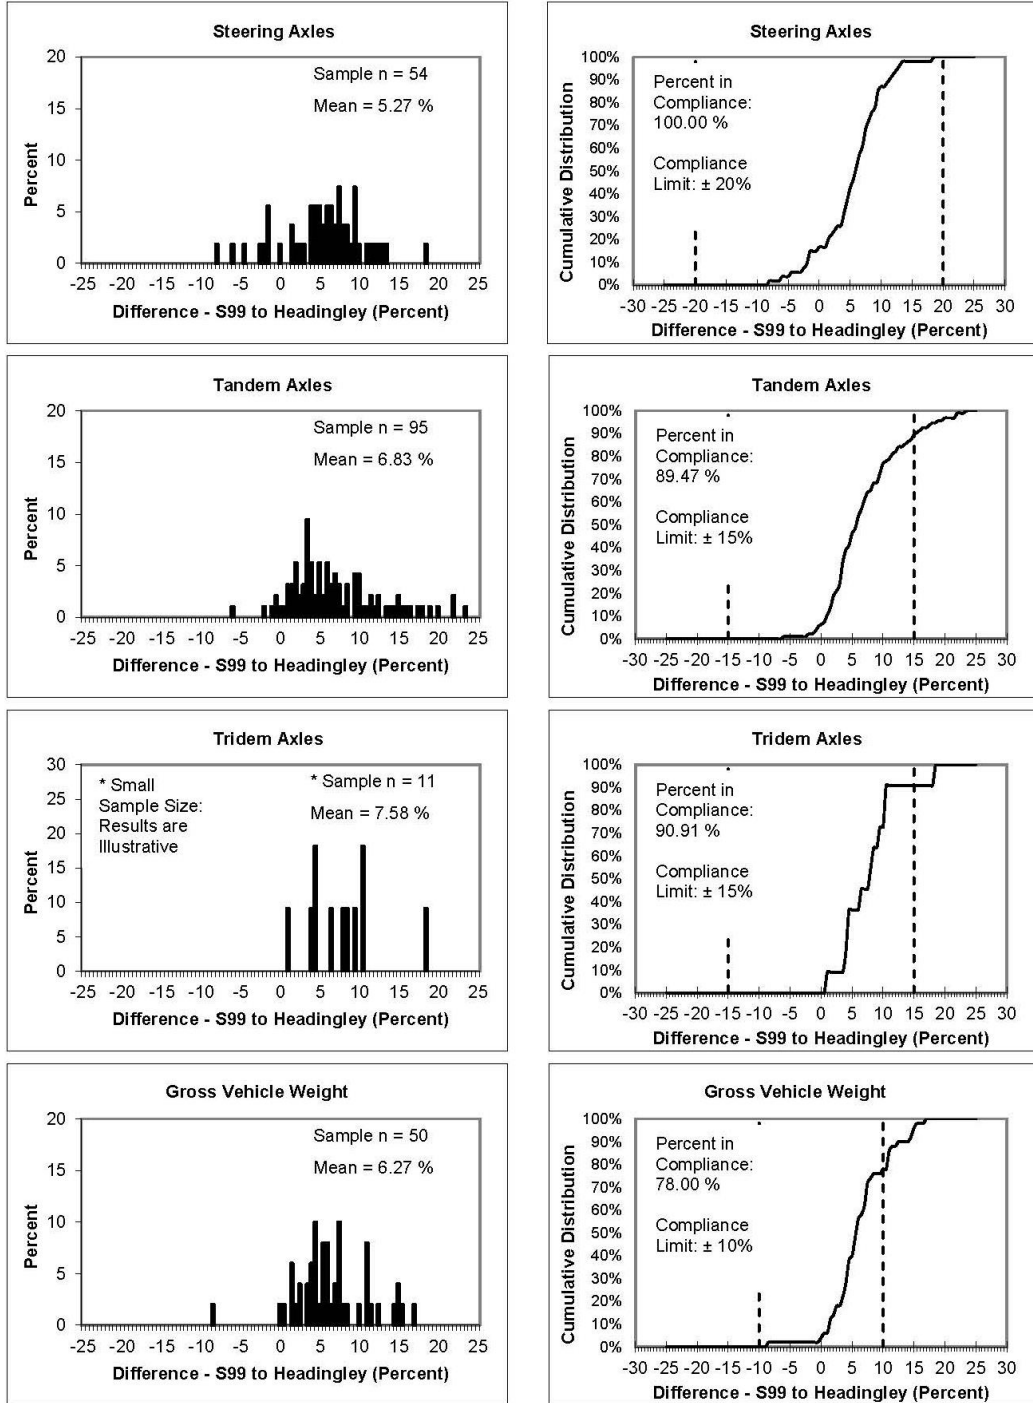 Steering Axles
Sample n = 54
Mean = 5.27 %
Percent
20
15
10
5
0
-25 -20 -15 -10 -5 0 5 10 15 20 25
Difference - S99 to Headingley (Percent)
Steering Axles
Cumulative Distribution
100%
90%
80%
70%
60%
50%
40%
30%
20%
10%
0%
Percent in
Compliance:
100.00 %
Compliance
Limit: ± 20%
-30 -25 -20 -15 -10 -5 0 5 10 15 20 25 30
Difference - S99 to Headingley (Percent)
Tandem Axles
Sample n = 95
Mean = 6.83 %
Percent
20
15
10
5
0
-25 -20 -15 -10 -5 0 5 10 15 20 25
Difference - S99 to Headingley (Percent)
Tandem Axles
Cumulative Distribution
100%
90%
80%
70%
60%
50%
40%
30%
20%
10%
0%
Percent in
Compliance:
89.47 %
Compliance
Limit: ± 15%
-30 -25 -20 -15 -10 -5 0 5 10 15 20 25 30
Difference - S99 to Headingley (Percent)
Tridem Axles
* Small
Sample Size:
Results are
Illustrative
* Sample n = 11
Mean = 7.58 %
Percent
30
25
20
15
10
5
0
-25 -20 -15 -10 -5 0 5 10 15 20 25
Difference - S99 to Headingley (Percent)
Tridem Axles
Cumulative Distribution
100%
90%
80%
70%
60%
50%
40%
30%
20%
10%
0%
Percent in
Compliance:
90.91 %
Compliance
Limit: ± 15%
-30 -25 -20 -15 -10 -5 0 5 10 15 20 25 30
Difference - S99 to Headingley (Percent)
Gross Vehicle Weight
Sample n = 50
Mean = 6.27 %
Percent
20
15
10
5
0
-25 -20 -15 -10 -5 0 5 10 15 20 25
Difference - S99 to Headingley (Percent)
Gross Vehicle Weight
Cumulative Distribution
100%
90%
80%
70%
60%
50%
40%
30%
20%
10%
0%
Percent in
Compliance:
78.00 %
Compliance
Limit: ± 10%
-30 -25 -20 -15 -10 -5 0 5 10 15 20 25 30
Difference - S99 to Headingley (Percent)